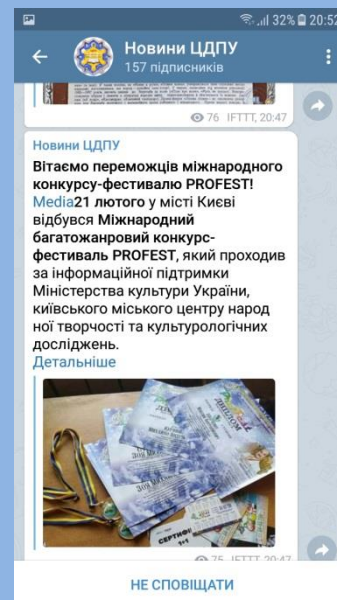 32% 20:52
Новини ЦДПУ
157 підписників
76 IFTTT, 20:47
Новини ЦДПУ
Вітаємо переможців міжнародного
конкурсу-фестивалю PROFEST!
Media21 лютого у місті Києві
відбувся Міжнародний
багатожанровий конкурс-
фестиваль PROFEST, який проходив
за інформаційної підтримки
Міністерства культури України,
київського міського центру народ
ної творчості та культурологічних
досліджень.
Детальніше
1+1
75 IFTTT 20:47
НЕ СПОВІЩАТИ